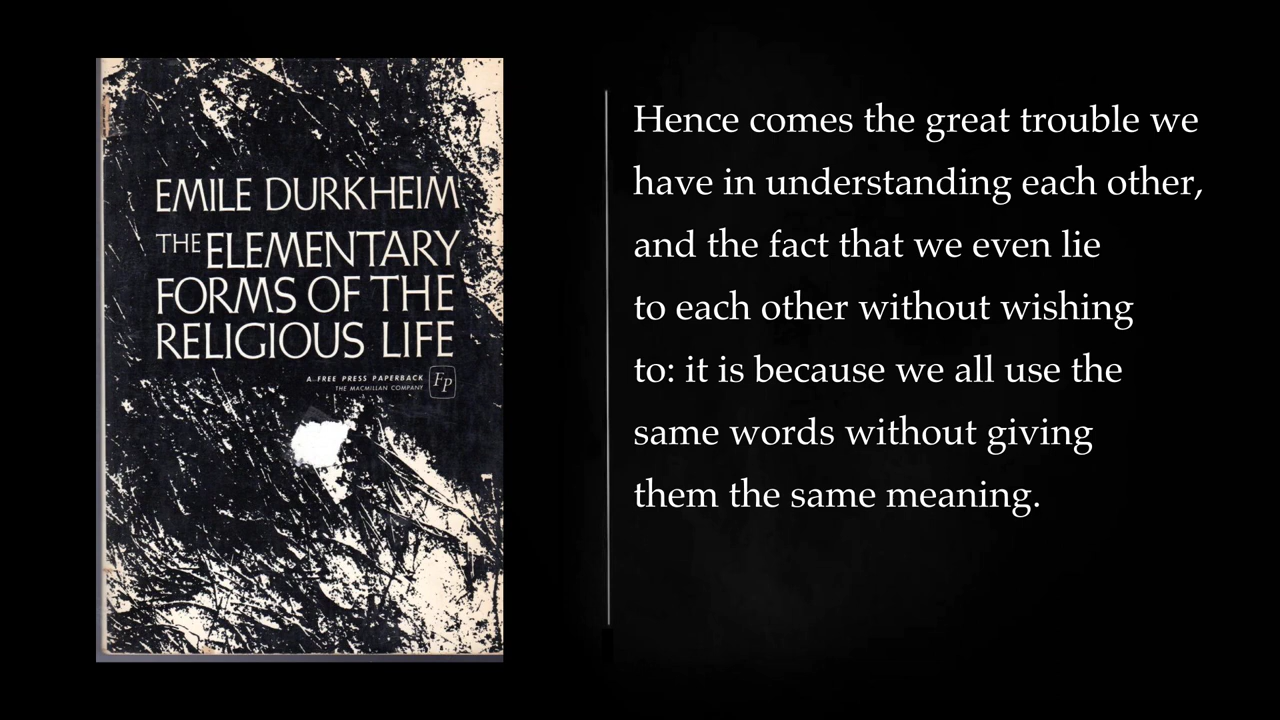 EMILE DURKHEIM
THE ELEMENTARY
FORMS OF THE
RELIGIOUS LIFE
A FREE PRESS PAPERBACK
THE MACMILLAN COMPANY
Fp
Hence comes the great trouble we
have in understanding each other,
and the fact that we even lie
to each other without wishing
to: it is because we all use the
same words without giving
them the same meaning.